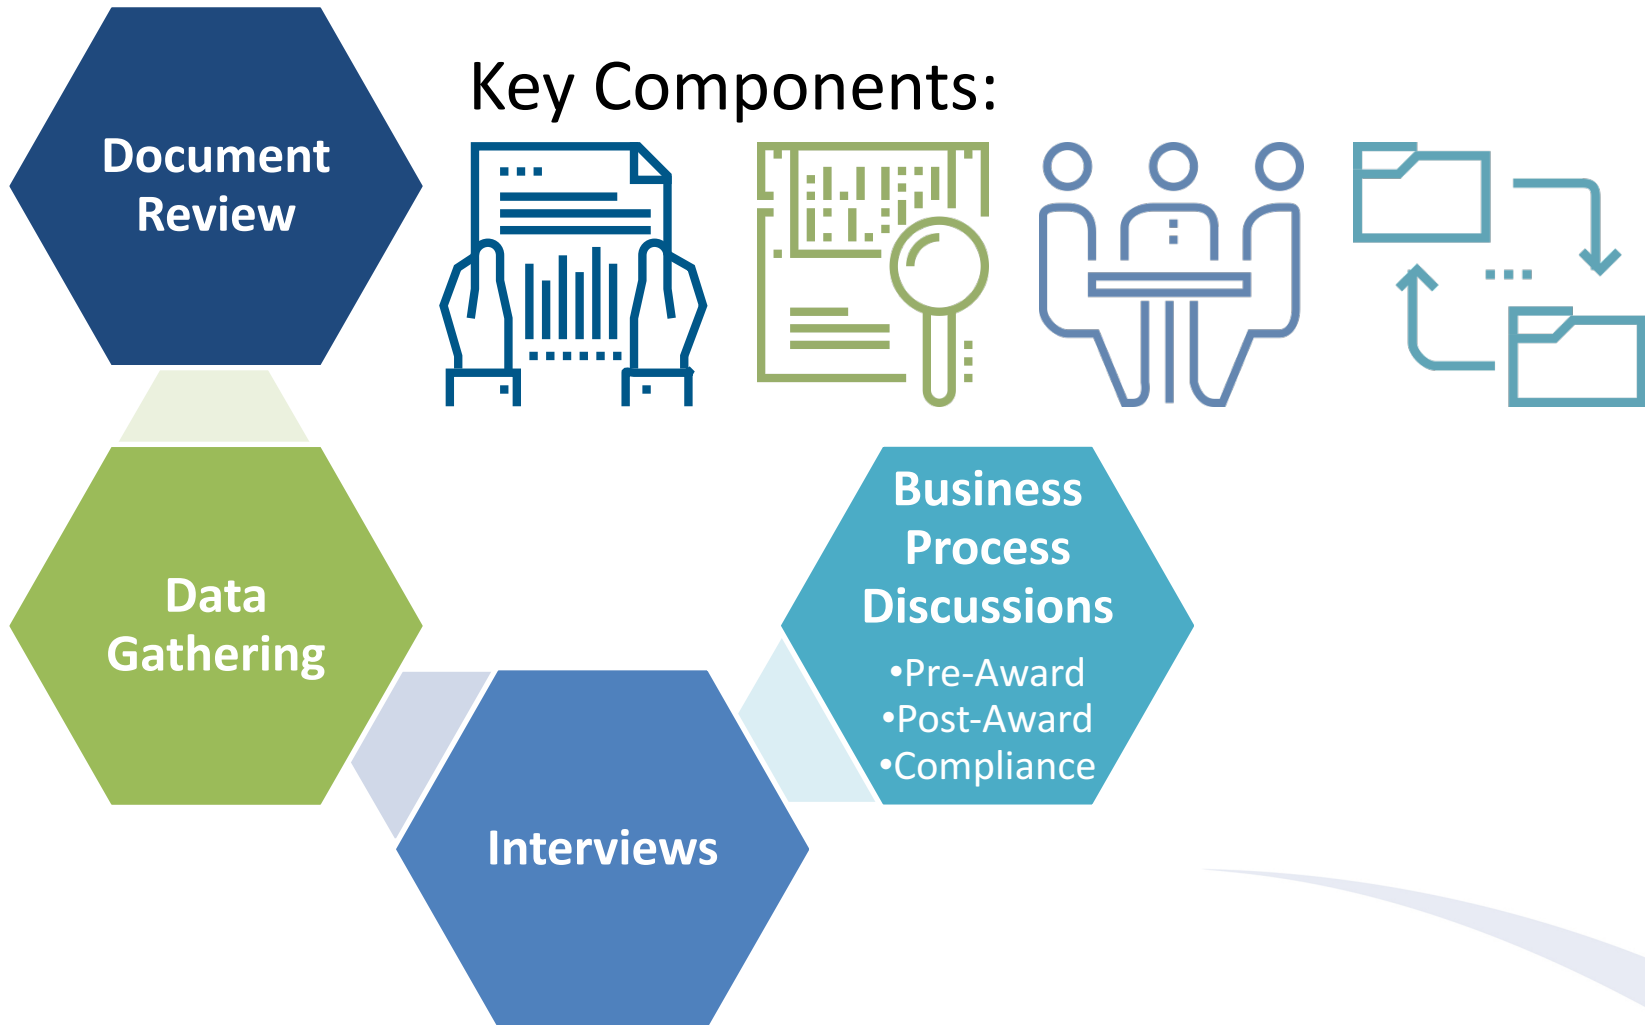 Key Components:
Document
Review
Data
Gathering
Interviews
Business
Process
Discussions
•Pre-Award
•Post-Award
•Compliance